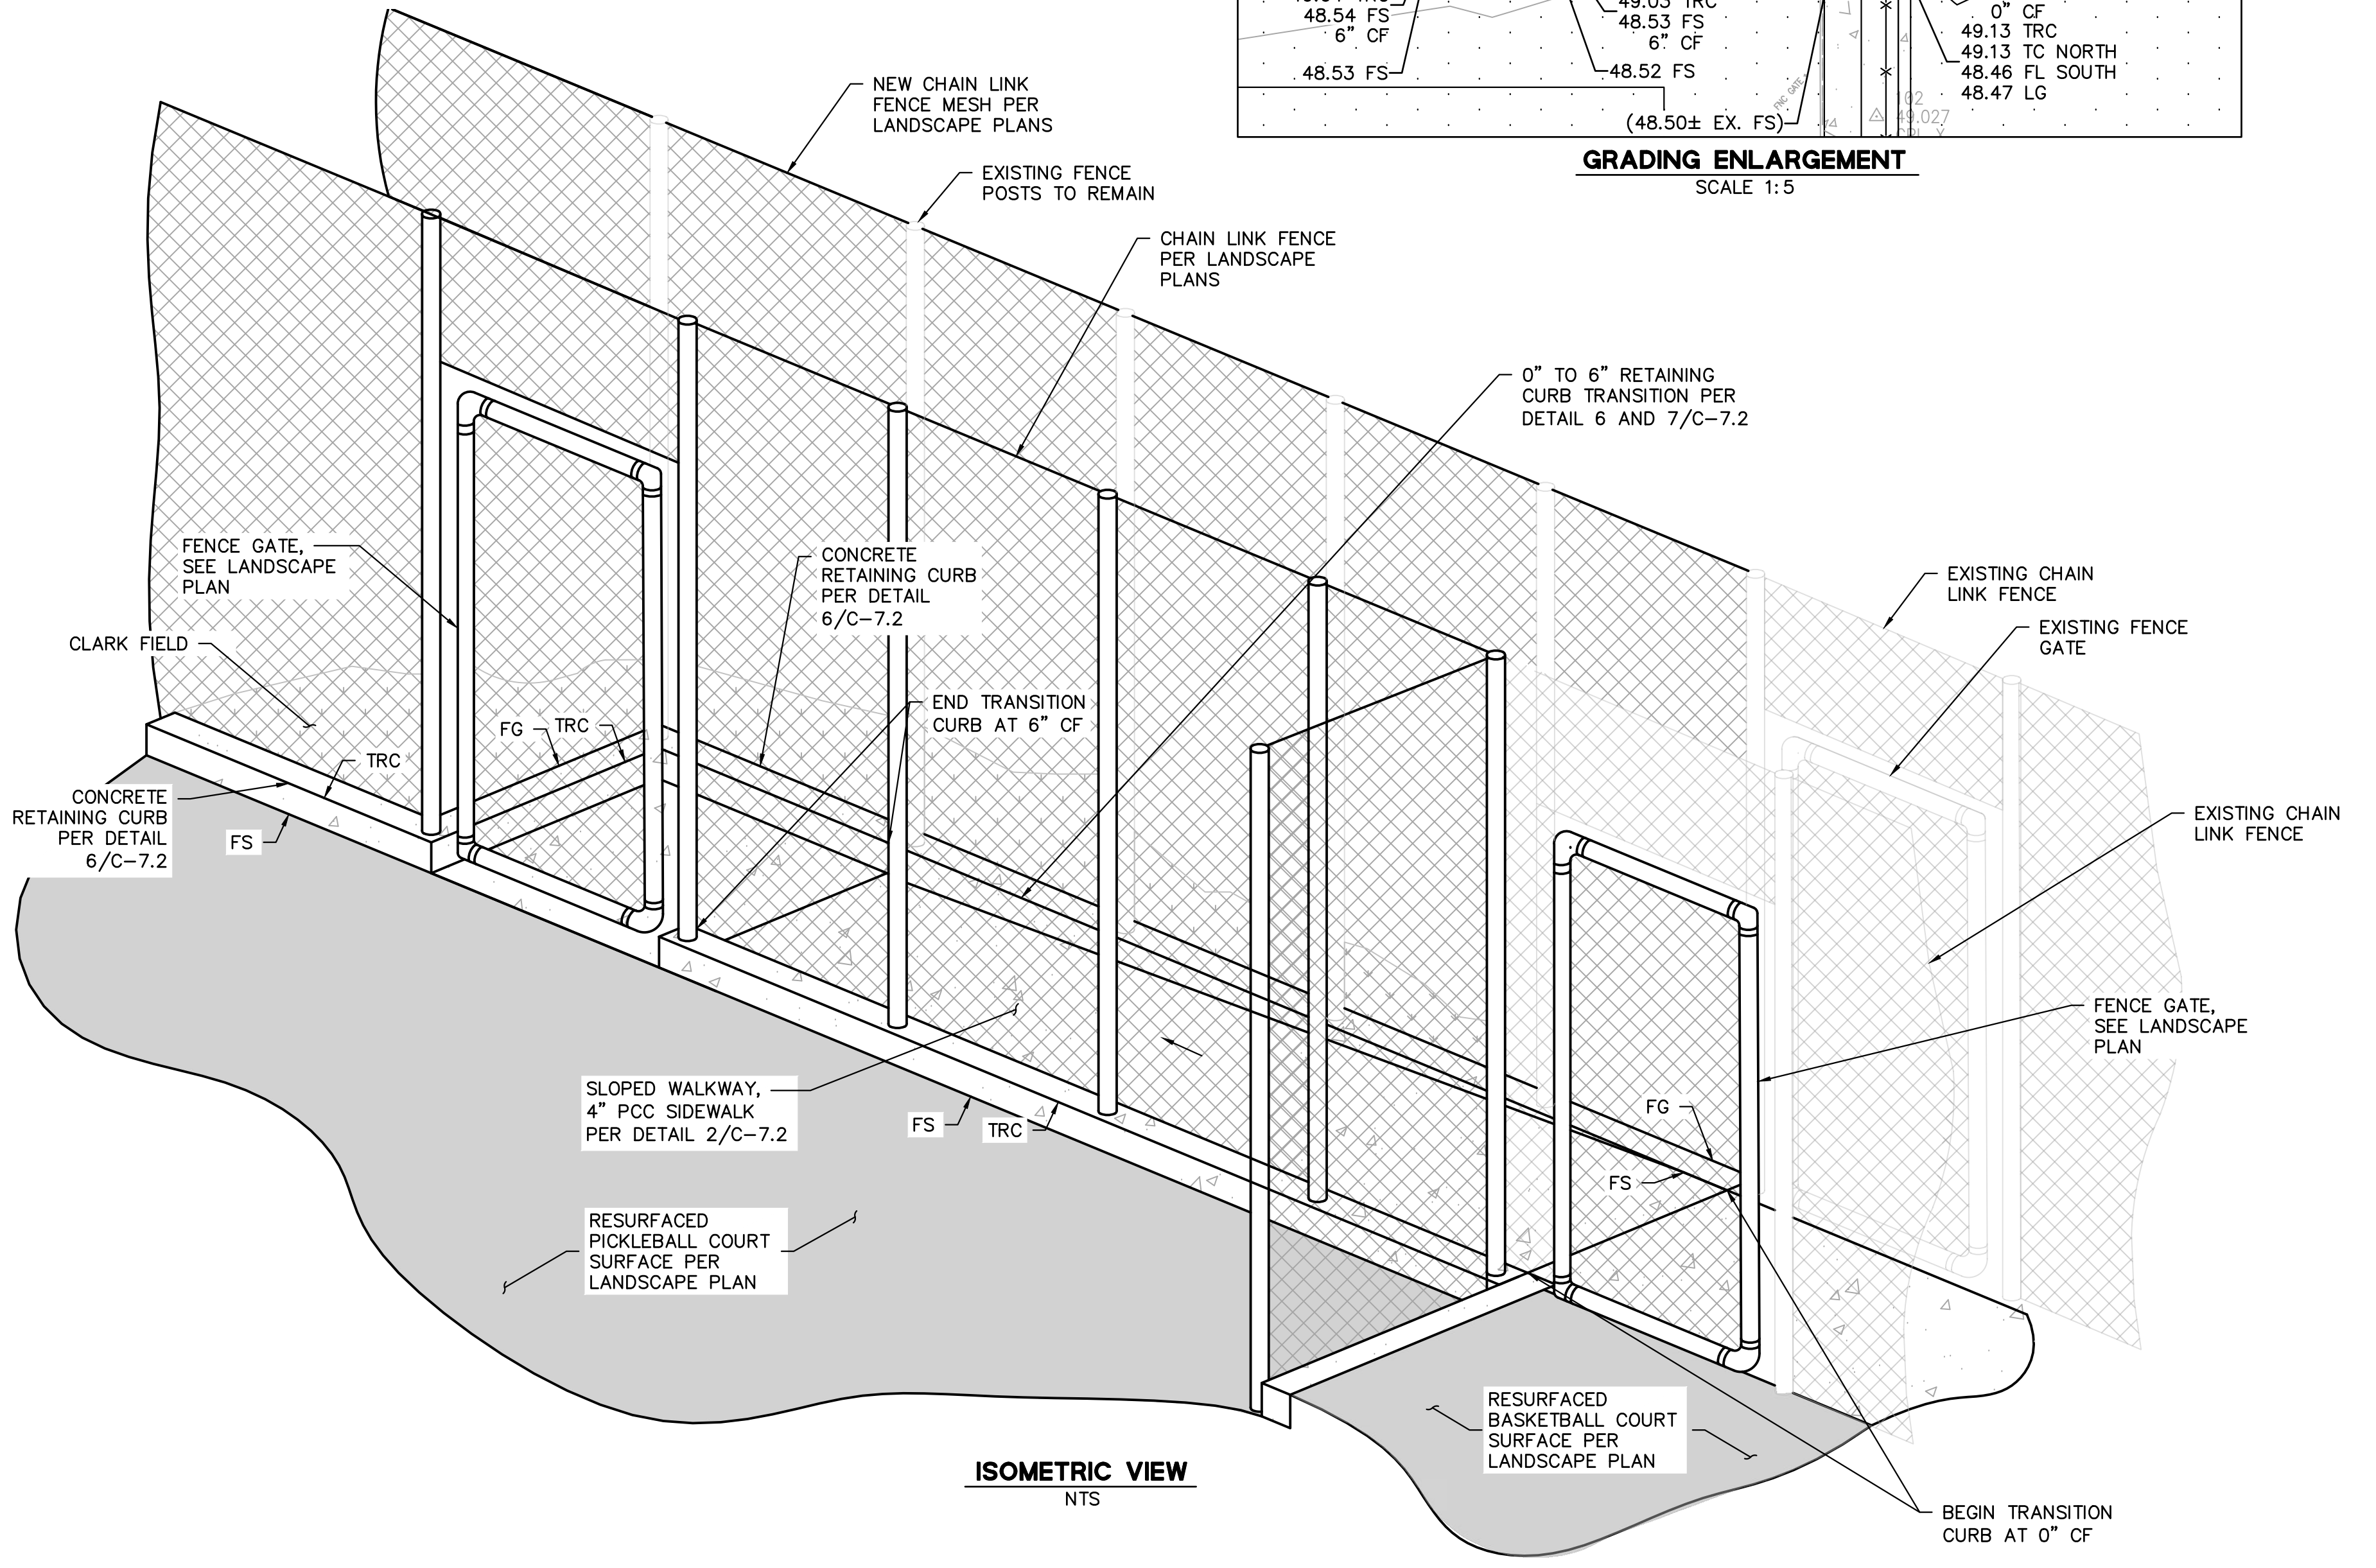 48.54 FS
6" CF
48.53 FS
49.03 TRC
48.53 FS
6" CF
48.52 FS
(48.50± EX. FS)
FNC GATE
0" CF
49.13 TRC
49.13 TC NORTH
48.46 FL SOUTH
48.47 LG
102
49.027
GRADING ENLARGEMENT
SCALE 1:5
NEW CHAIN LINK
FENCE MESH PER
LANDSCAPE PLANS
EXISTING FENCE
POSTS TO REMAIN
CHAIN LINK FENCE
PER LANDSCAPE
PLANS
0" TO 6" RETAINING
CURB TRANSITION PER
DETAIL 6 AND 7/C-7.2
FENCE GATE,
SEE LANDSCAPE
PLAN
CONCRETE
RETAINING CURB
PER DETAIL
6/C-7.2
EXISTING CHAIN
LINK FENCE
EXISTING FENCE
GATE
CLARK FIELD
END TRANSITION
CURB AT 6" CF
FG
TRC
TRC
CONCRETE
RETAINING CURB
PER DETAIL
6/C-7.2
FS
EXISTING CHAIN
LINK FENCE
FENCE GATE,
SEE LANDSCAPE
PLAN
SLOPED WALKWAY,
4" PCC SIDEWALK
PER DETAIL 2/C-7.2
FS
TRC
FG
FS
RESURFACED
PICKLEBALL COURT
SURFACE PER
LANDSCAPE PLAN
RESURFACED
BASKETBALL COURT
SURFACE PER
LANDSCAPE PLAN
ISOMETRIC VIEW
NTS
BEGIN TRANSITION
CURB AT 0" CF